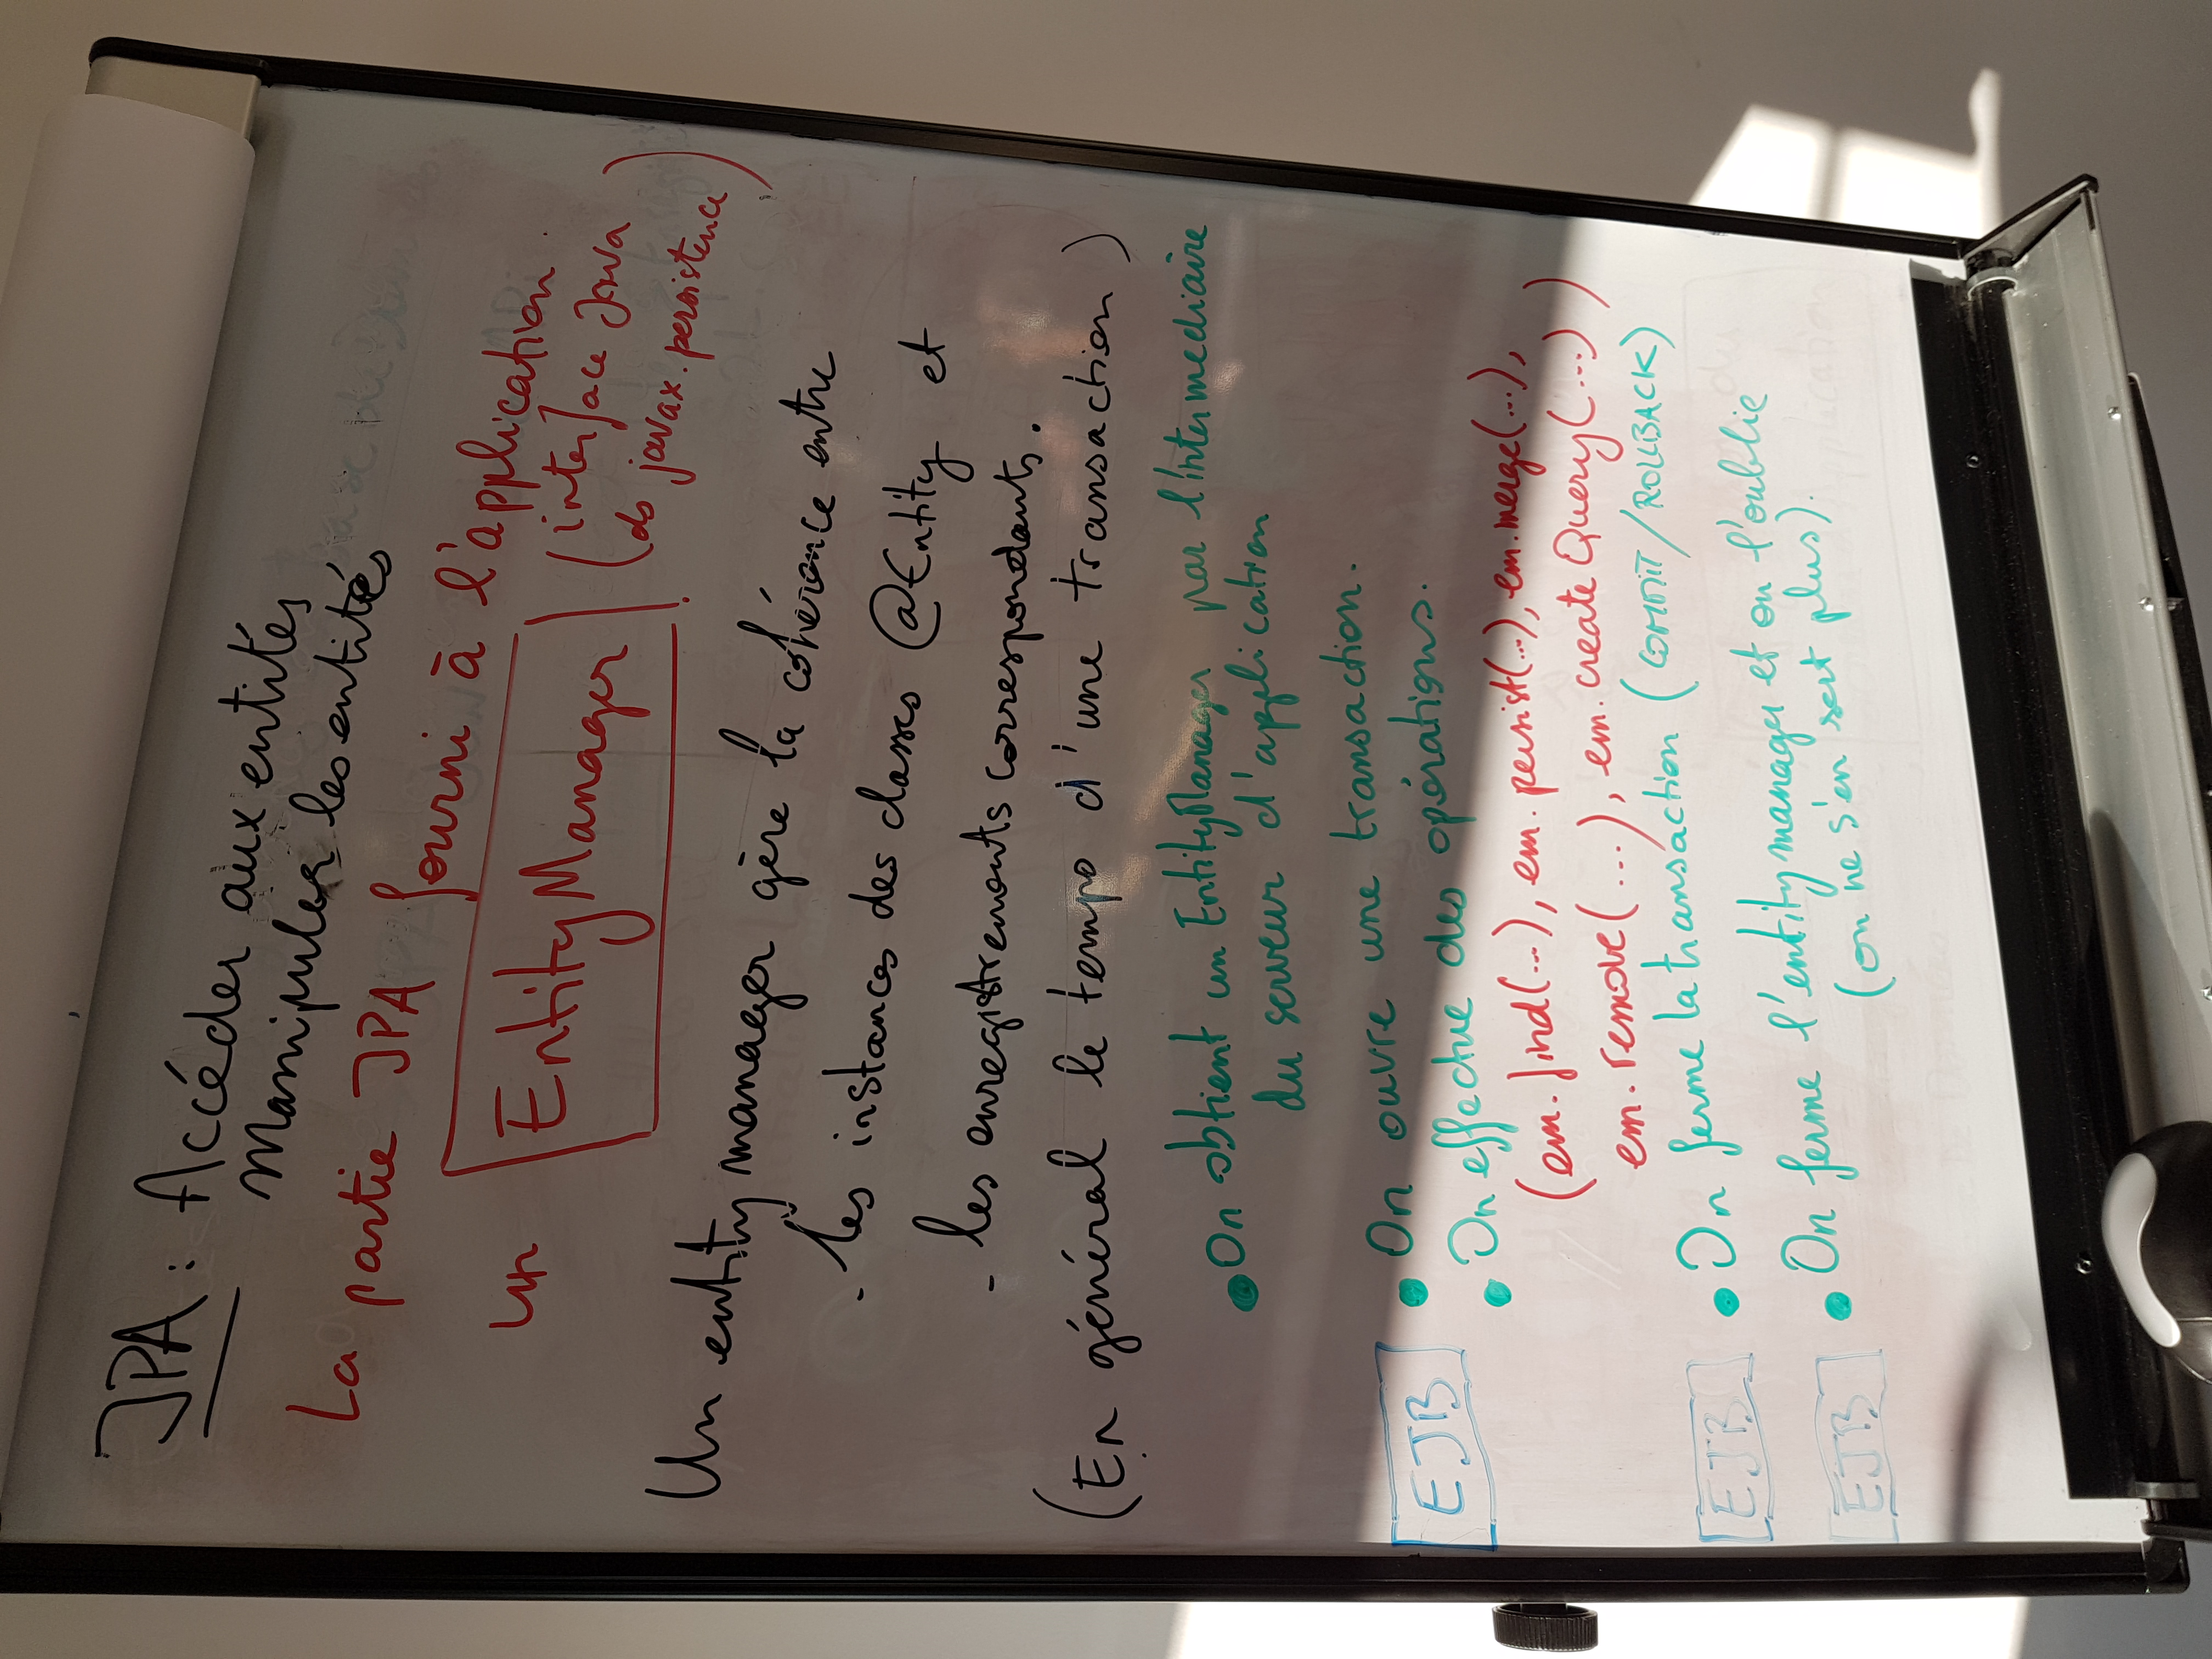 JPA : Accéder aux entités
Manipuler les entités
La partie JPA fourni à l'application
un EntityManager (interface Java
ds javax.persistence)
Un entity manager gère la cohérence entre
- les instances des classes @Entity et
- les enregistrements correspondants.
(En général le temps d'une transaction)
• On obtient un EntityManager par l'intermediaire
du serveur d'application
EJB • On ouvre une transaction.
• On effectue des opérations.
(em.find(...), em.persist(...), em.merge(...),
em.remove(...), em.createQuery(...))
EJB • On ferme la transaction (COMMIT/ROLLBACK)
EJB • On ferme l'entity manager et on l'oublie
(on ne s'en sert plus).